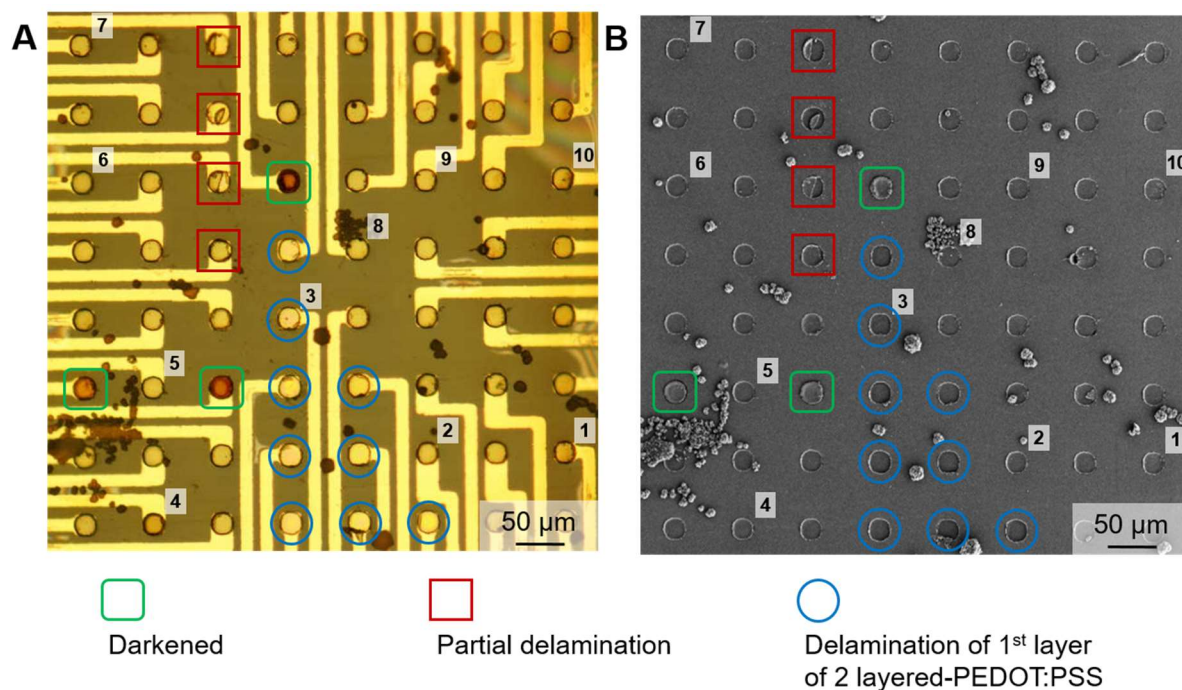 A
B
7
7
6
9
10
6
9
10
8
8
3
3
5
5
2
1
2
1
4
50 µm
4
50 µm
Darkened
Partial delamination
Delamination of 1st layer
of 2 layered-PEDOT:PSS